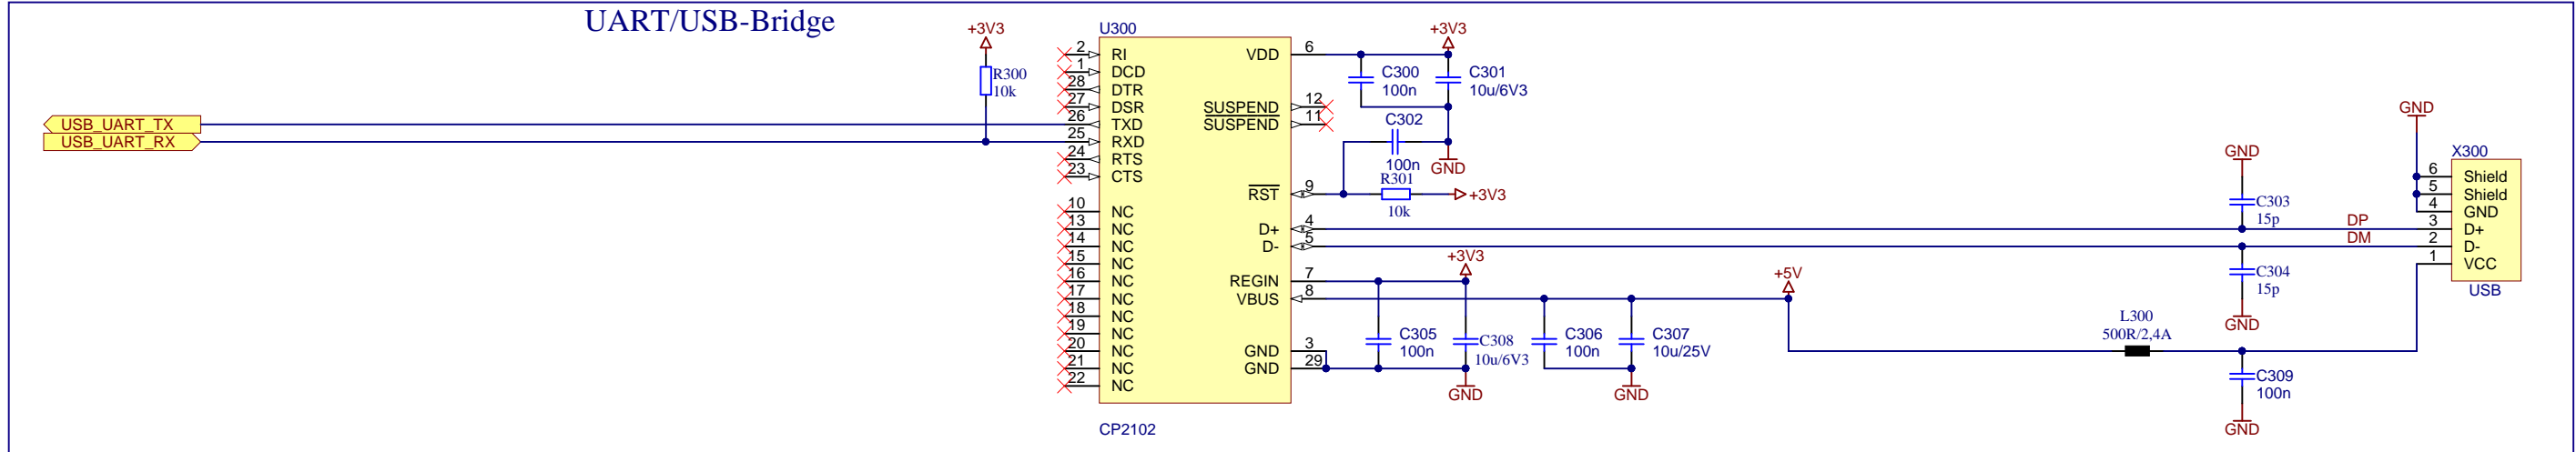 UART/USB-Bridge
+3V3
R300
10k
USB_UART_TX
USB_UART_RX
U300
2 RI
1 DCD
28 DTR
27 DSR
26 TXD
25 RXD
24 RTS
23 CTS
10 NC
13 NC
14 NC
15 NC
16 NC
17 NC
18 NC
19 NC
20 NC
21 NC
22 NC
VDD 6
SUSPEND 12
SUSPEND 11
RST 9
D+ 4
D- 5
REGIN 7
VBUS 8
GND 3
GND 29
CP2102
+3V3
C300
100n
C301
10u/6V3
C302
100n
GND
R301
10k
+3V3
+3V3
C305
100n
C308
10u/6V3
GND
C306
100n
C307
10u/25V
GND
+5V
L300
500R/2,4A
GND
C303
15p
C304
15p
GND
C309
100n
GND
DP
DM
GND
X300
6 Shield
5 Shield
4 GND
3 D+
2 D-
1 VCC
USB